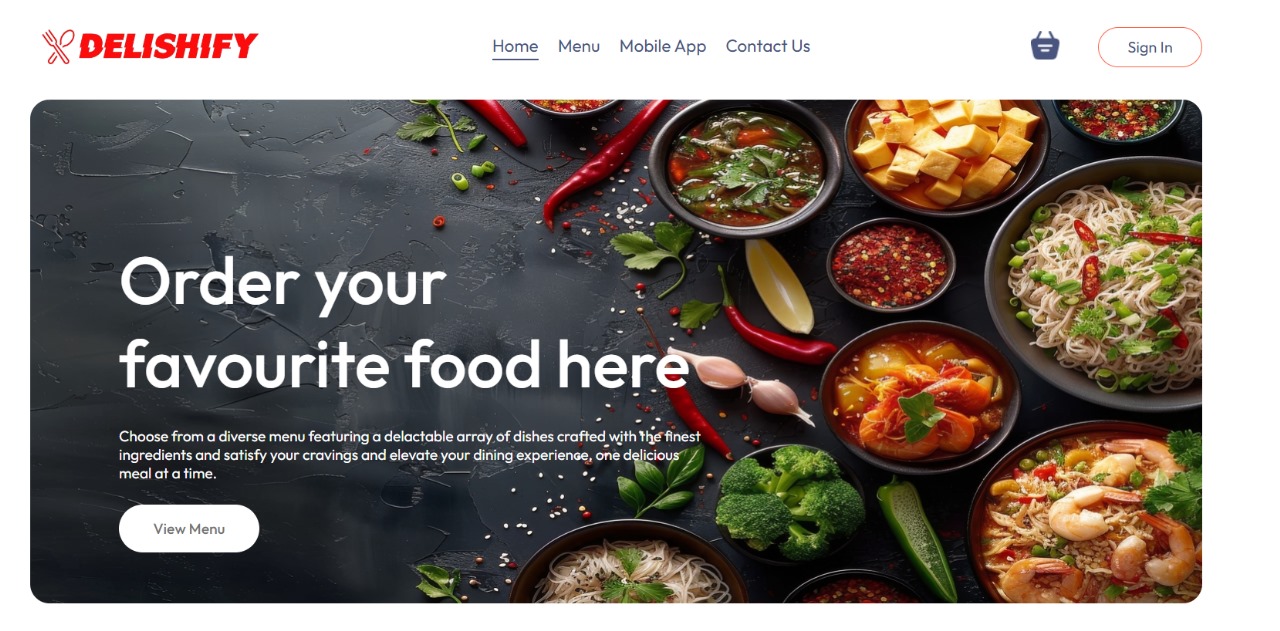 DELISHIFY
Home Menu Mobile App Contact Us
Sign In
Order your
favourite food here
Choose from a diverse menu featuring a delactable array of dishes crafted with the finest
ingredients and satisfy your cravings and elevate your dining experience, one delicious
meal at a time.
View Menu